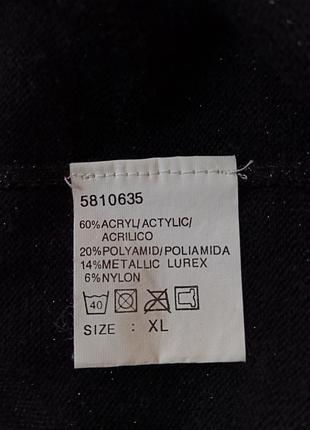 5810635
60%ACRYL/ACTYLIC/
ACRILICO
20%POLYAMID/POLIAMIDA
14%METALLIC LUREX
6%NYLON
40
SIZE : XL